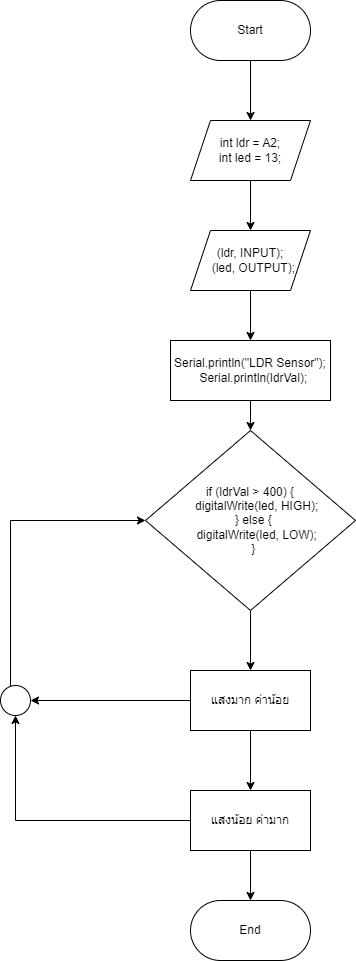 Start
int ldr = A2;
int led = 13;
(ldr, INPUT);
(led, OUTPUT);
Serial.println("LDR Sensor");
Serial.println(ldrVal);
if (ldrVal > 400) {
digitalWrite(led, HIGH);
} else {
digitalWrite(led, LOW);
}
แสงมาก ค่าน้อย
แสงน้อย ค่ามาก
End